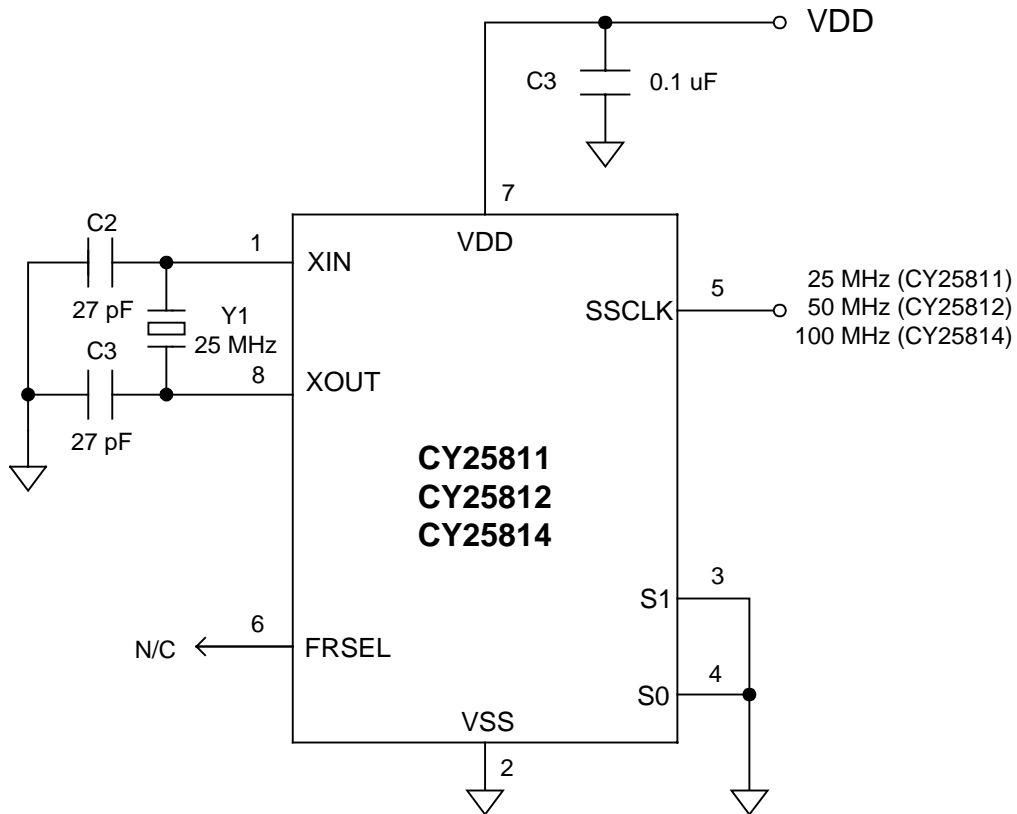 VDD
C3 0.1 uF
7
VDD
C2
27 pF
1
XIN
Y1
25 MHz
C3
27 pF
8
XOUT
SSCLK
5
25 MHz (CY25811)
50 MHz (CY25812)
100 MHz (CY25814)
CY25811
CY25812
CY25814
S1
3
N/C
6
FRSEL
S0
4
VSS
2